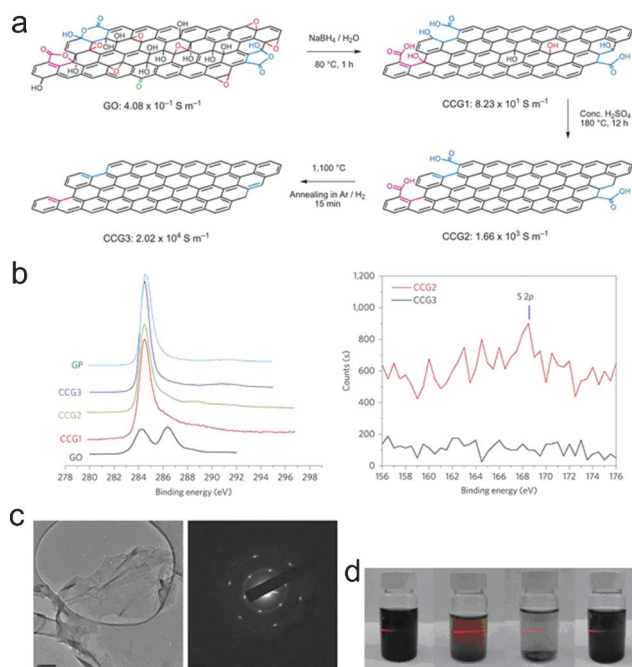 a
GO: 4.08 x 10⁻¹ S m⁻¹
NaBH4 / H2O
80 °C, 1 h
CCG1: 8.23 x 10¹ S m⁻¹
Conc. H2SO4
180 °C, 12 h
CCG2: 1.66 x 10³ S m⁻¹
1,100 °C
Annealing in Ar / H2
15 min
CCG3: 2.02 x 10⁴ S m⁻¹
b
GP
CCG3
CCG2
CCG1
GO
278 280 282 284 286 288 290 292 294 296 298
Binding energy (eV)
1,200
1,000
800
600
400
200
0
Counts (s)
CCG2
CCG3
S 2p
156 158 160 162 164 166 168 170 172 174 176
Binding energy (eV)
c
d